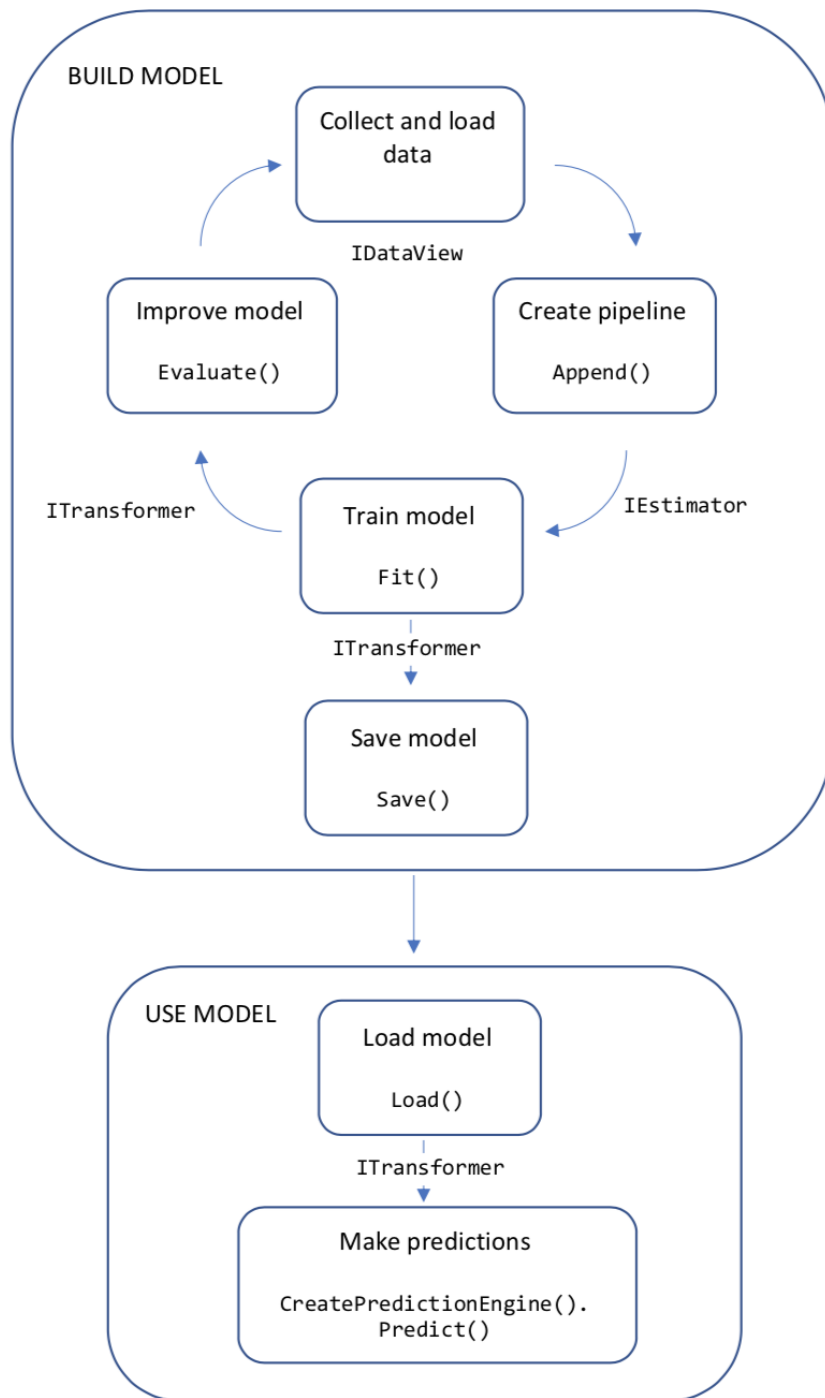 BUILD MODEL
Collect and load
data
IDataView
Improve model
Evaluate()
Create pipeline
Append()
ITransformer
Train model
Fit()
IEstimator
ITransformer
Save model
Save()
USE MODEL
Load model
Load()
ITransformer
Make predictions
CreatePredictionEngine().
Predict()